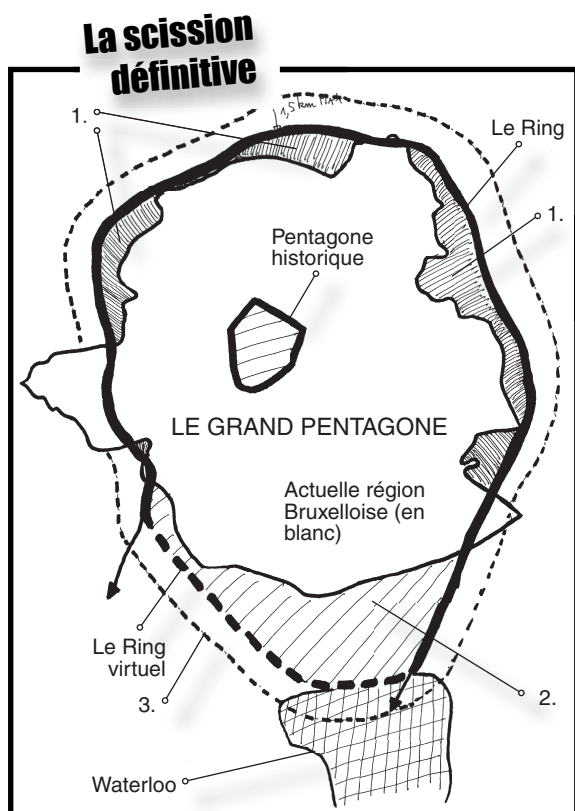 La scission
définitive
1.
1,5 km MAX
Le Ring
1.
Pentagone
historique
LE GRAND PENTAGONE
Actuelle région
Bruxelloise (en
blanc)
Le Ring
virtuel
3.
2.
Waterloo